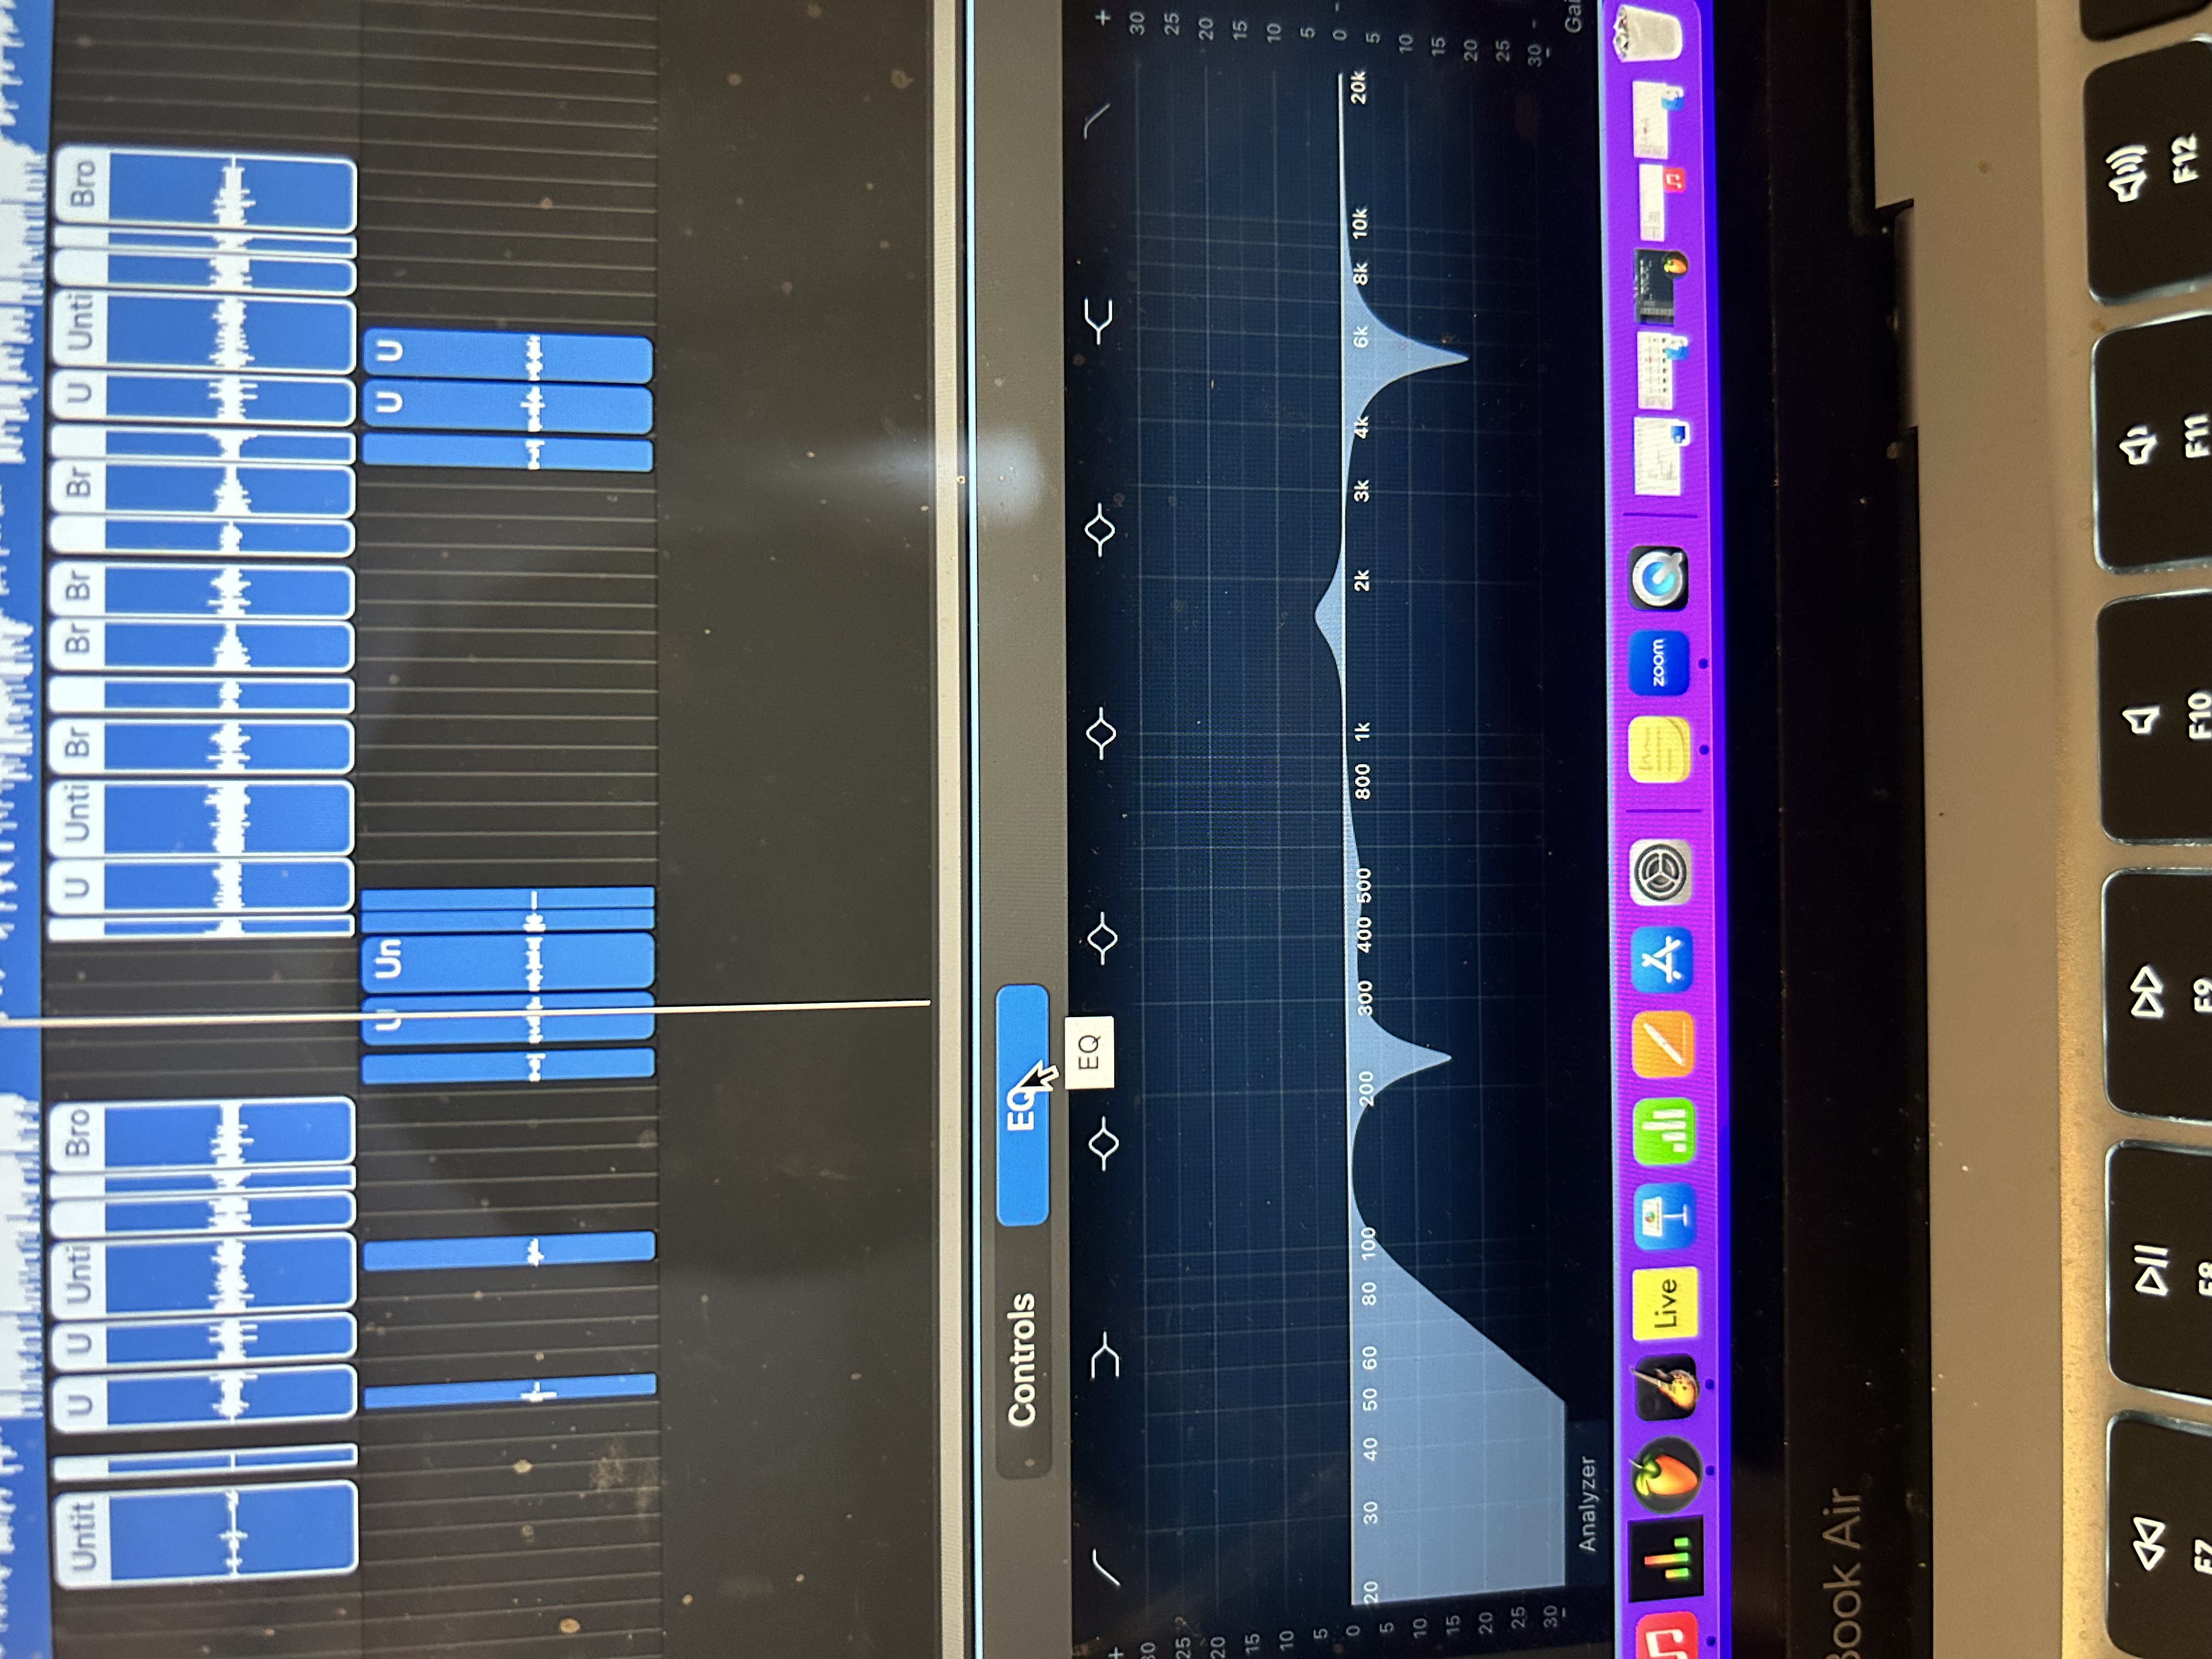 Untit U U Unti Bro U Unti Br Br Br Br U Unti Bro
U Un U U
Controls EQ
EQ
+ +
30 30
25 25
20 20
15 15
10 10
5 5
0 0
20 30 40 50 60 80 100 200 300 400 500 800 1k 2k 3k 4k 6k 8k 10k 20k
5 5
10 10
15 15
20 20
25 25
30 30
- -
Analyzer Gai
Live zoom
Book Air
F7 F8 F9 F10 F11 F12